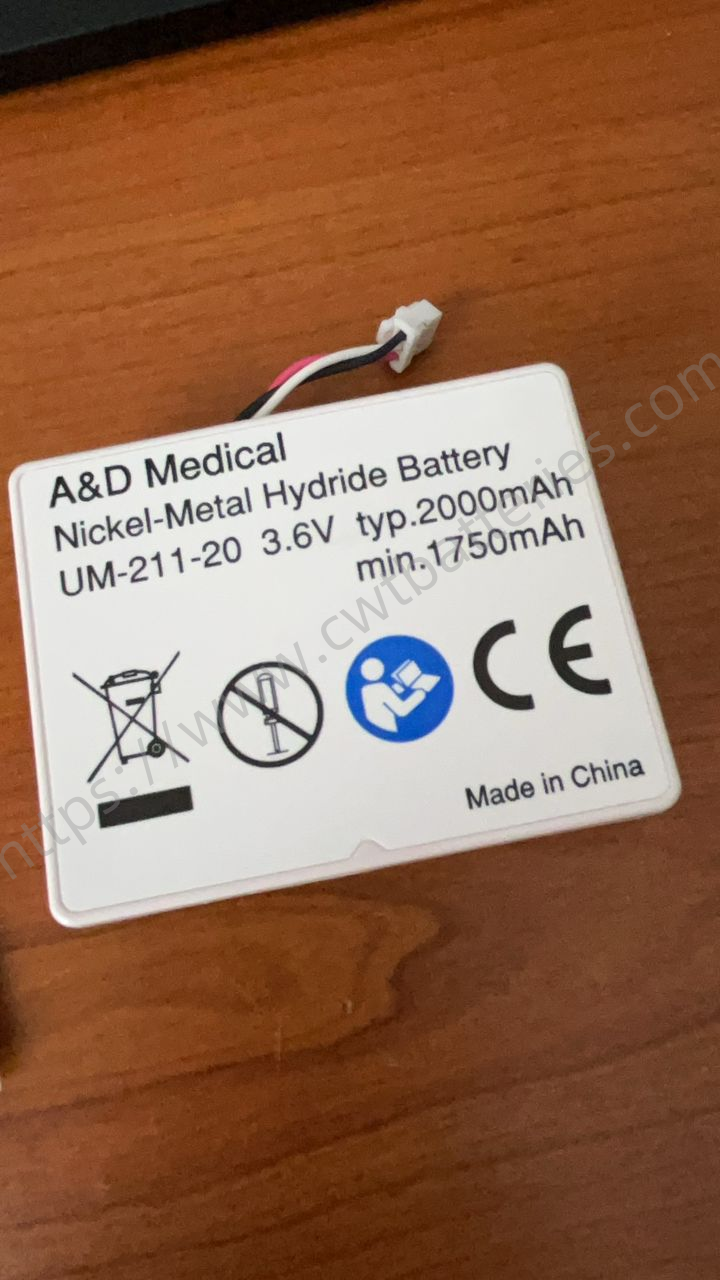 A&D Medical
Nickel-Metal Hydride Battery
UM-211-20 3.6V typ.2000mAh
min.1750mAh
CE
Made in China
https://www.cwtbatteries.com